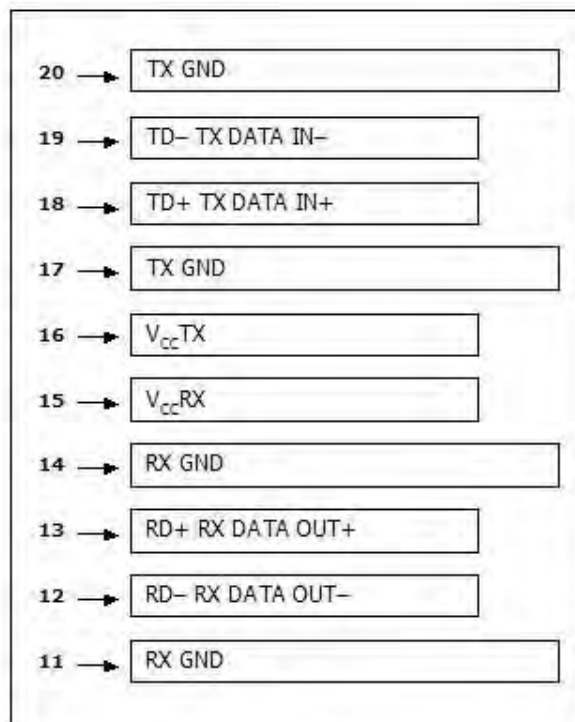 20 TX GND
19 TD– TX DATA IN–
18 TD+ TX DATA IN+
17 TX GND
16 VCCTX
15 VCCRX
14 RX GND
13 RD+ RX DATA OUT+
12 RD– RX DATA OUT–
11 RX GND